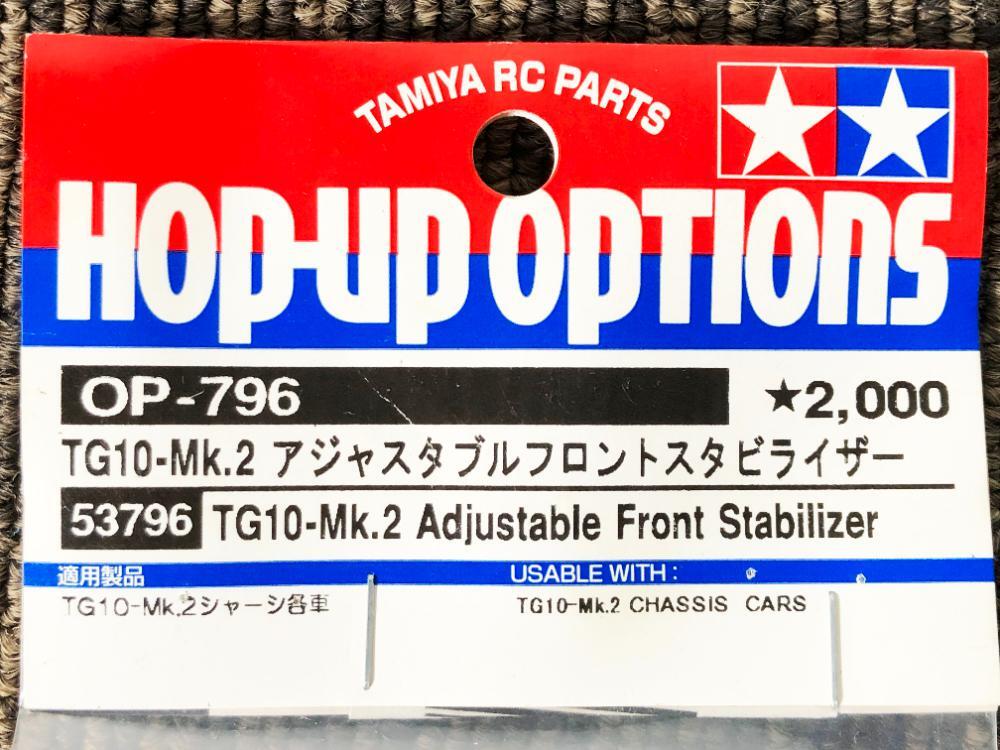 TAMIYA RC PARTS
HOP-UP OPTIONS
OP-796 ★2,000
TG10-Mk.2 アジャスタブルフロントスタビライザー
53796 TG10-Mk.2 Adjustable Front Stabilizer
適用製品 USABLE WITH:
TG10-Mk.2シャーシ各車 TG10-Mk.2 CHASSIS CARS